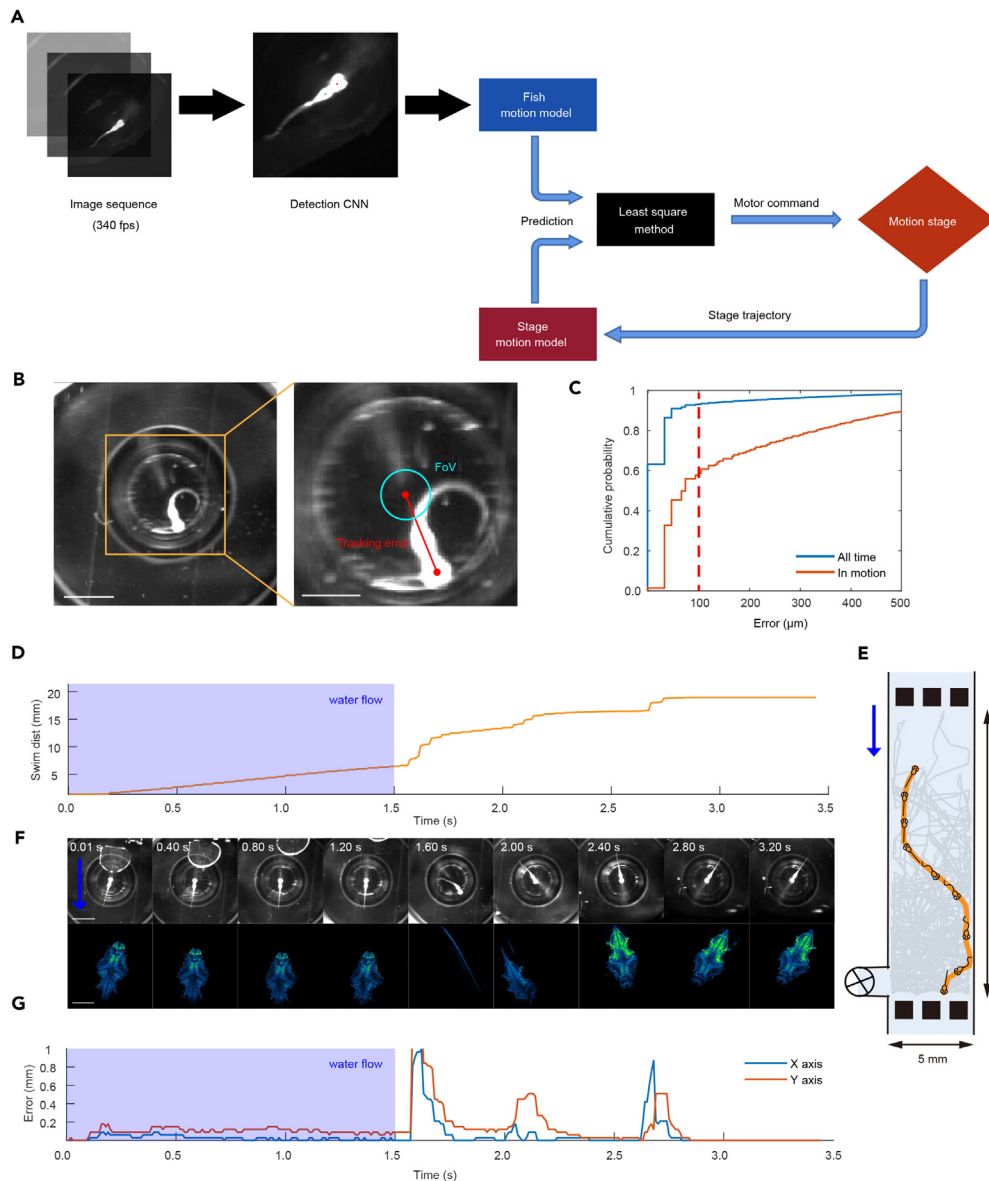 A
Image sequence
(340 fps)
Detection CNN
Fish
motion model
Prediction
Least square
method
Motor command
Motion stage
Stage trajectory
Stage
motion model
B
FoV
Tracking error
C
Cumulative probability
1
0.8
0.6
0.4
0.2
0.0
100
200
300
400
500
Error (μm)
All time
In motion
D
Swim dist (mm)
20
15
10
5
water flow
0.0
0.5
1.0
1.5
2.0
2.5
3.0
3.5
Time (s)
E
5 mm
F
0.01 s
0.40 s
0.80 s
1.20 s
1.60 s
2.00 s
2.40 s
2.80 s
3.20 s
G
Error (mm)
1
0.8
0.6
0.4
0.2
water flow
X axis
Y axis
0.0
0.5
1.0
1.5
2.0
2.5
3.0
3.5
Time (s)